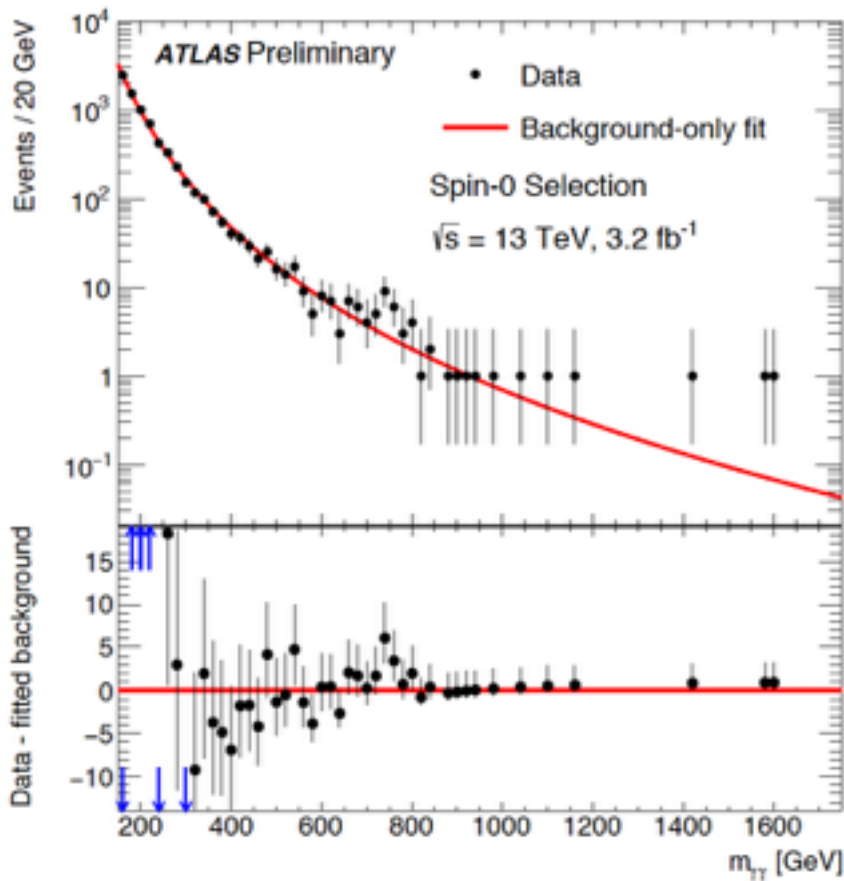 ATLAS Preliminary
Data
Background-only fit
Spin-0 Selection
√s = 13 TeV, 3.2 fb⁻¹
Events / 20 GeV
10⁴
10³
10²
10
1
10⁻¹
Data - fitted background
15
10
5
0
−5
−10
200 400 600 800 1000 1200 1400 1600
m_γγ [GeV]